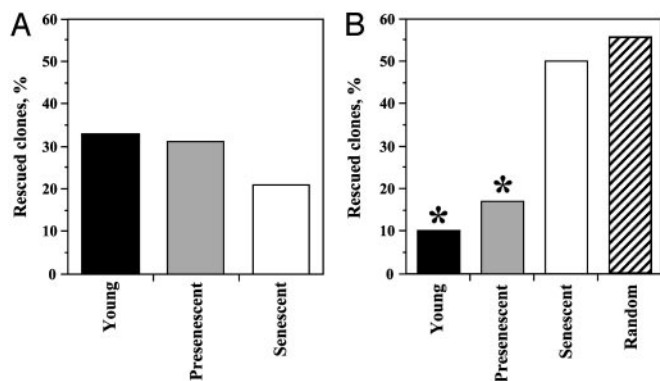 A
B
60
50
40
30
20
10
0
Rescued clones, %
Young
Presenescent
Senescent
60
50
40
30
20
10
0
Rescued clones, %
*
*
Young
Presenescent
Senescent
Random